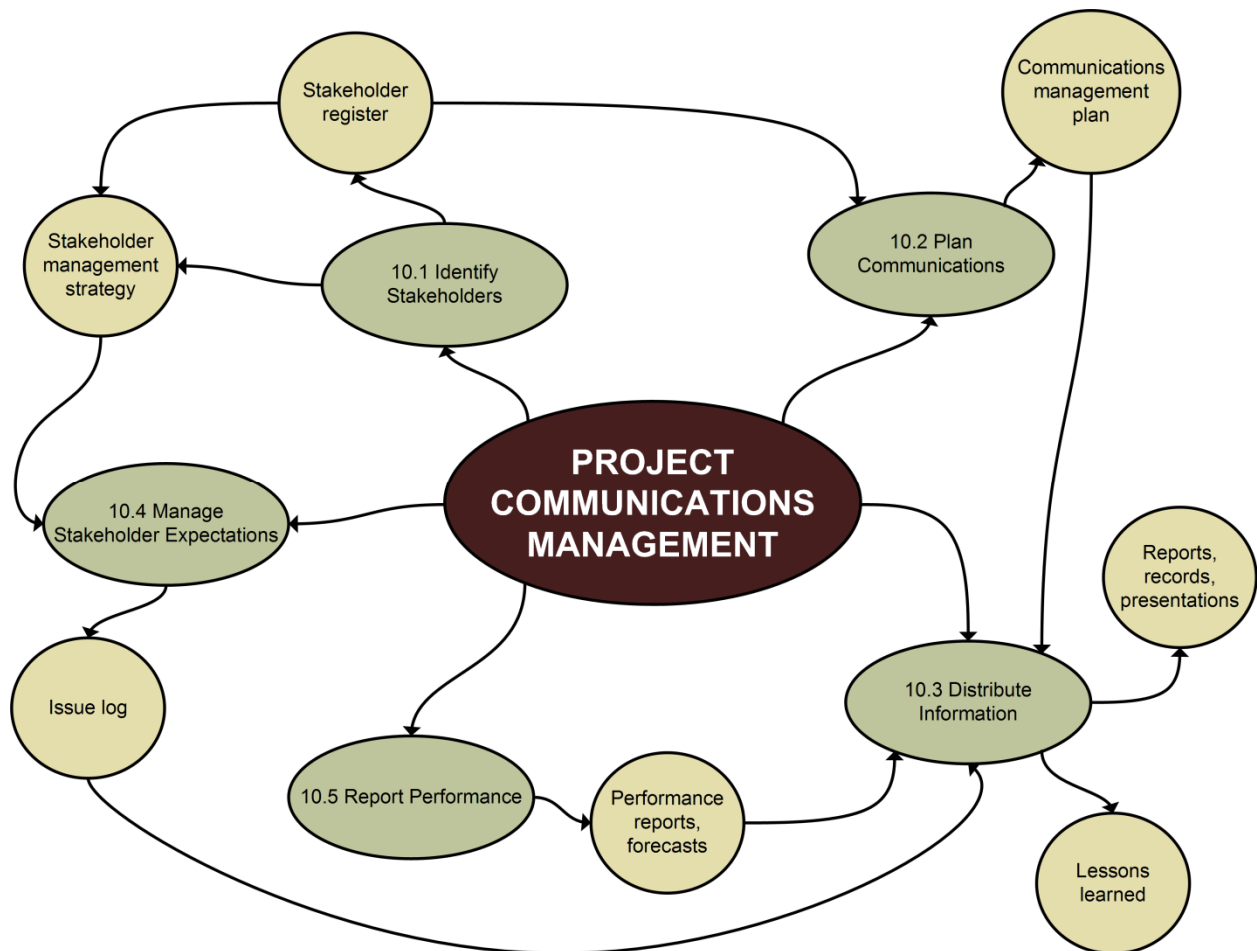 Stakeholder
register
Communications
management
plan
Stakeholder
management
strategy
10.1 Identify
Stakeholders
10.2 Plan
Communications
PROJECT
COMMUNICATIONS
MANAGEMENT
10.4 Manage
Stakeholder Expectations
Reports,
records,
presentations
Issue log
10.3 Distribute
Information
10.5 Report Performance
Performance
reports,
forecasts
Lessons
learned